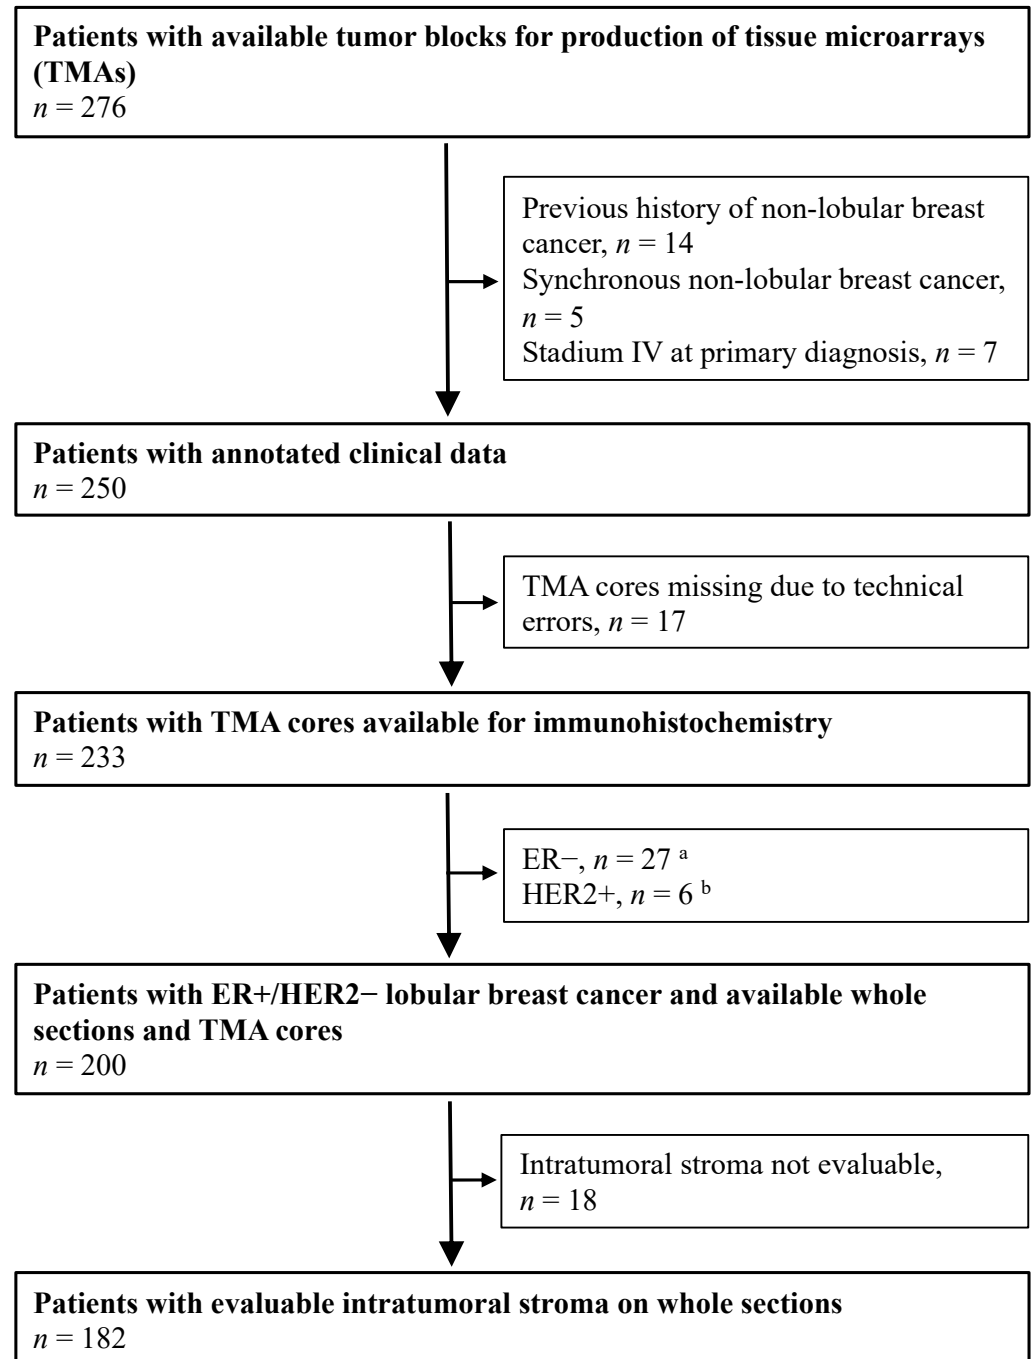 Patients with available tumor blocks for production of tissue microarrays
(TMAs)
n = 276
Previous history of non-lobular breast
cancer, n = 14
Synchronous non-lobular breast cancer,
n = 5
Stadium IV at primary diagnosis, n = 7
Patients with annotated clinical data
n = 250
TMA cores missing due to technical
errors, n = 17
Patients with TMA cores available for immunohistochemistry
n = 233
ER−, n = 27 a
HER2+, n = 6 b
Patients with ER+/HER2− lobular breast cancer and available whole
sections and TMA cores
n = 200
Intratumoral stroma not evaluable,
n = 18
Patients with evaluable intratumoral stroma on whole sections
n = 182